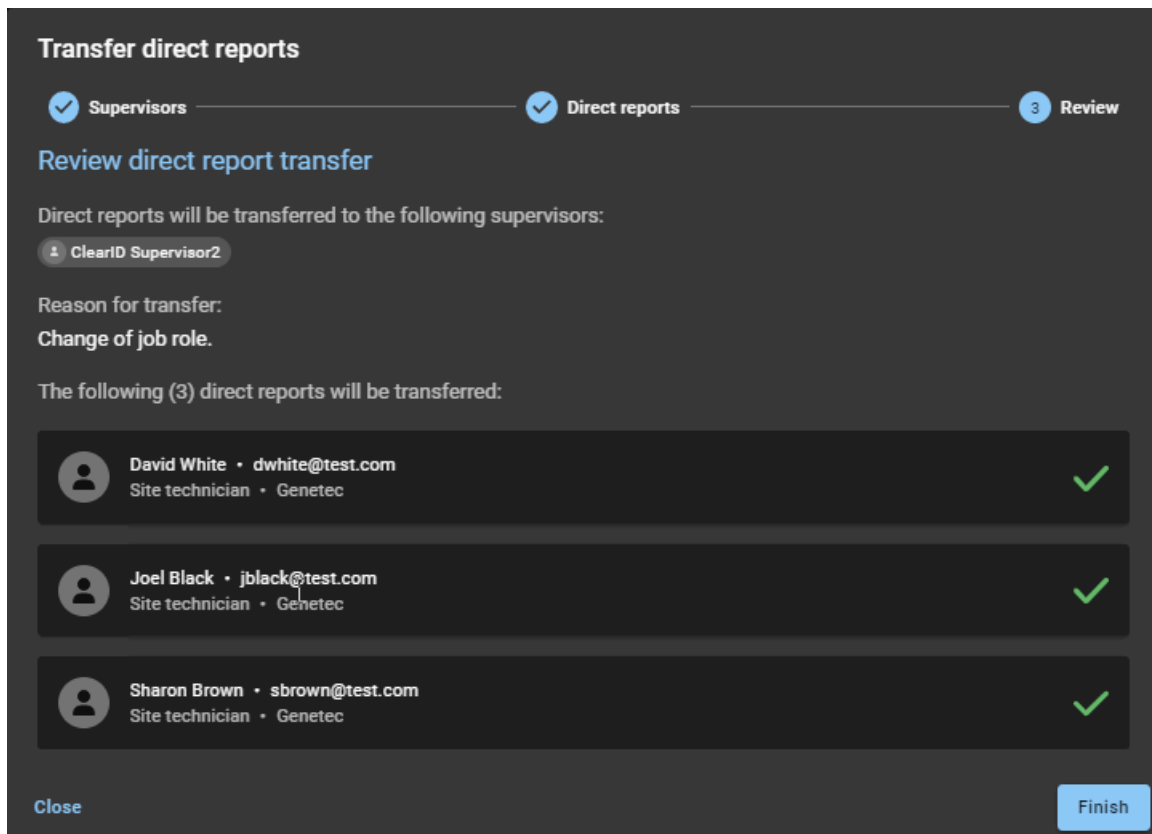 Transfer direct reports
Supervisors Direct reports 3 Review
Review direct report transfer
Direct reports will be transferred to the following supervisors:
ClearID Supervisor2
Reason for transfer:
Change of job role.
The following (3) direct reports will be transferred:
David White • dwhite@test.com
Site technician • Genetec
Joel Black • jblack@test.com
Site technician • Genetec
Sharon Brown • sbrown@test.com
Site technician • Genetec
Close Finish